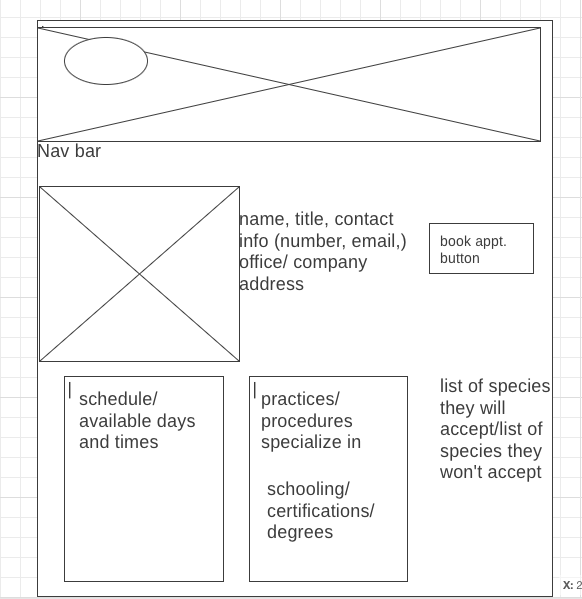 Nav bar
name, title, contact
info (number, email,)
office/ company
address
book appt.
button
schedule/
available days
and times
practices/
procedures
specialize in
schooling/
certifications/
degrees
list of species
they will
accept/list of
species they
won't accept
X: 2